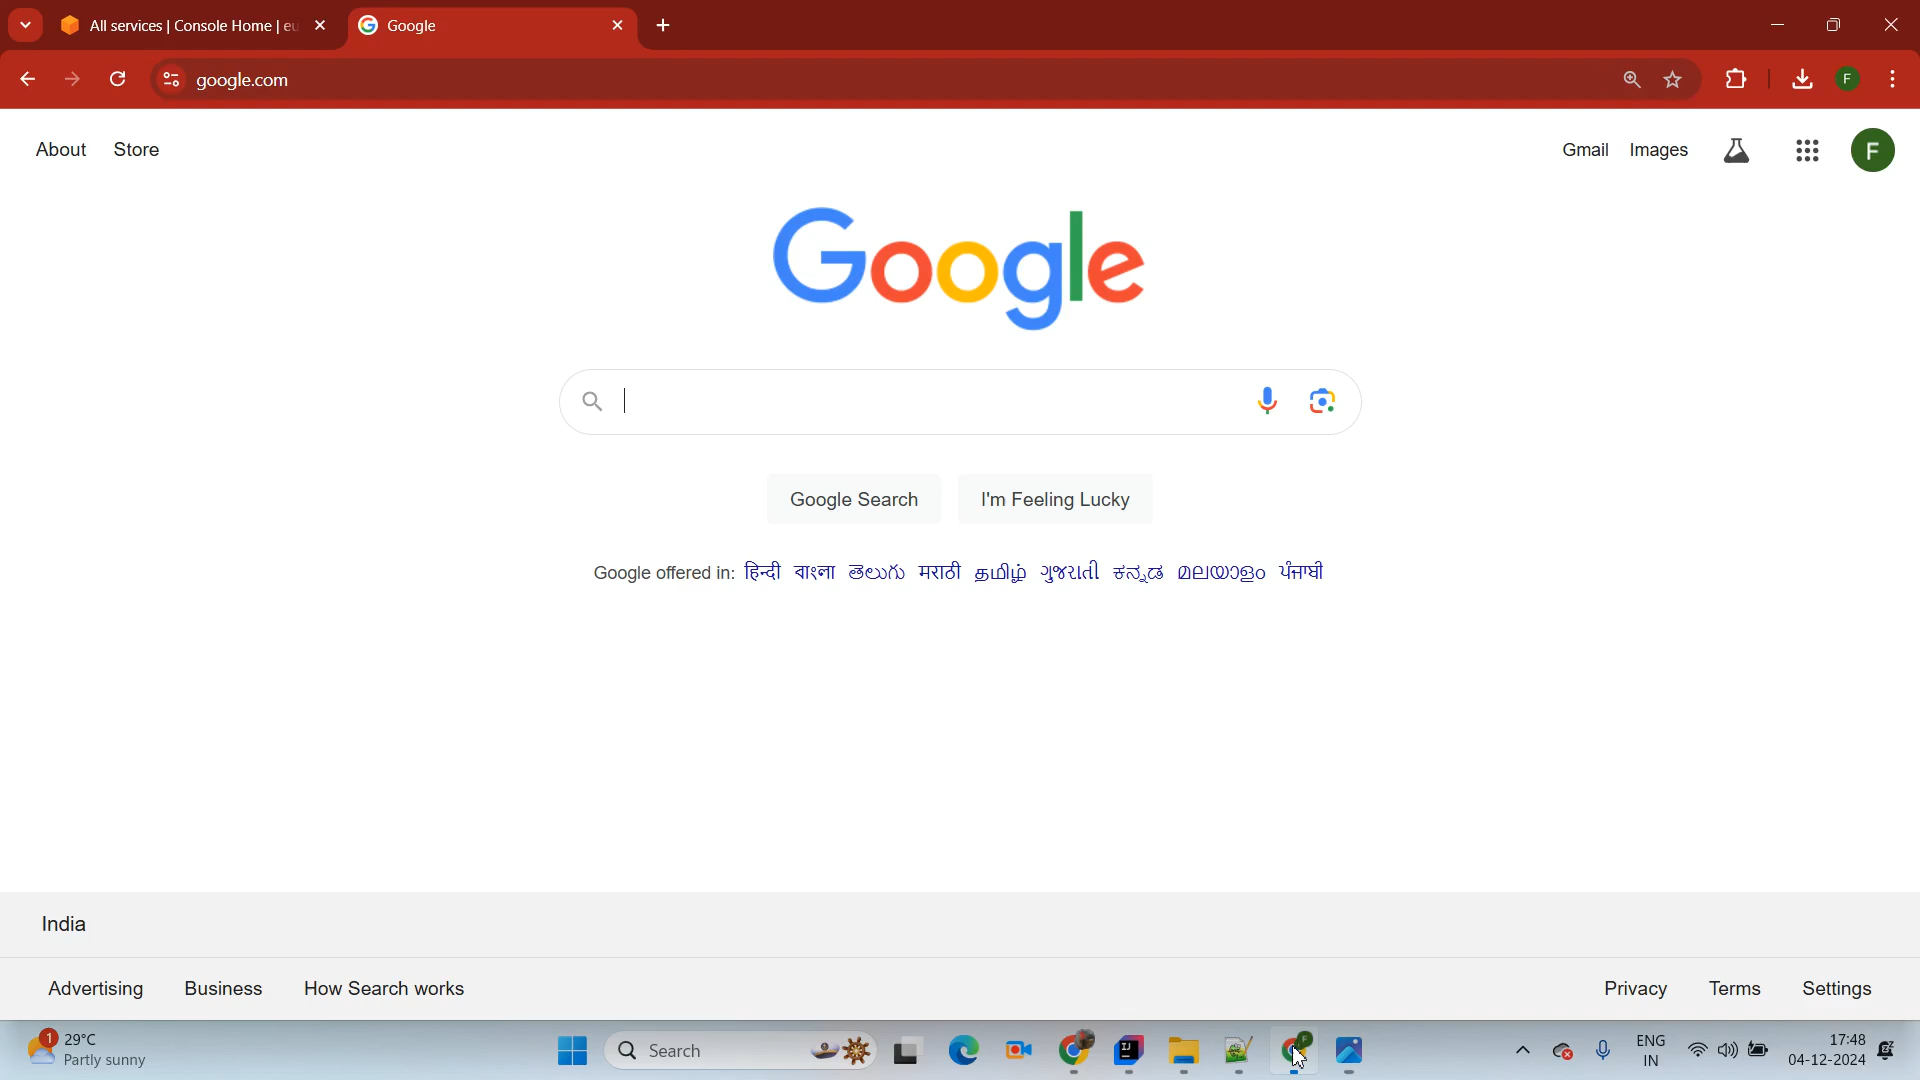 All services | Console Home | eu
Google
google.com
F
About Store
Gmail Images
F
Google
Google Search I'm Feeling Lucky
Google offered in: हिन्दी বাংলা తెలుగు मराठी தமிழ் ગુજરાતી ಕನ್ನಡ മലയാളം ਪੰਜਾਬੀ
India
Advertising Business How Search works
Privacy Terms Settings
1
29°C
Partly sunny
Search
IJ
F
ENG
IN
17:48
04-12-2024